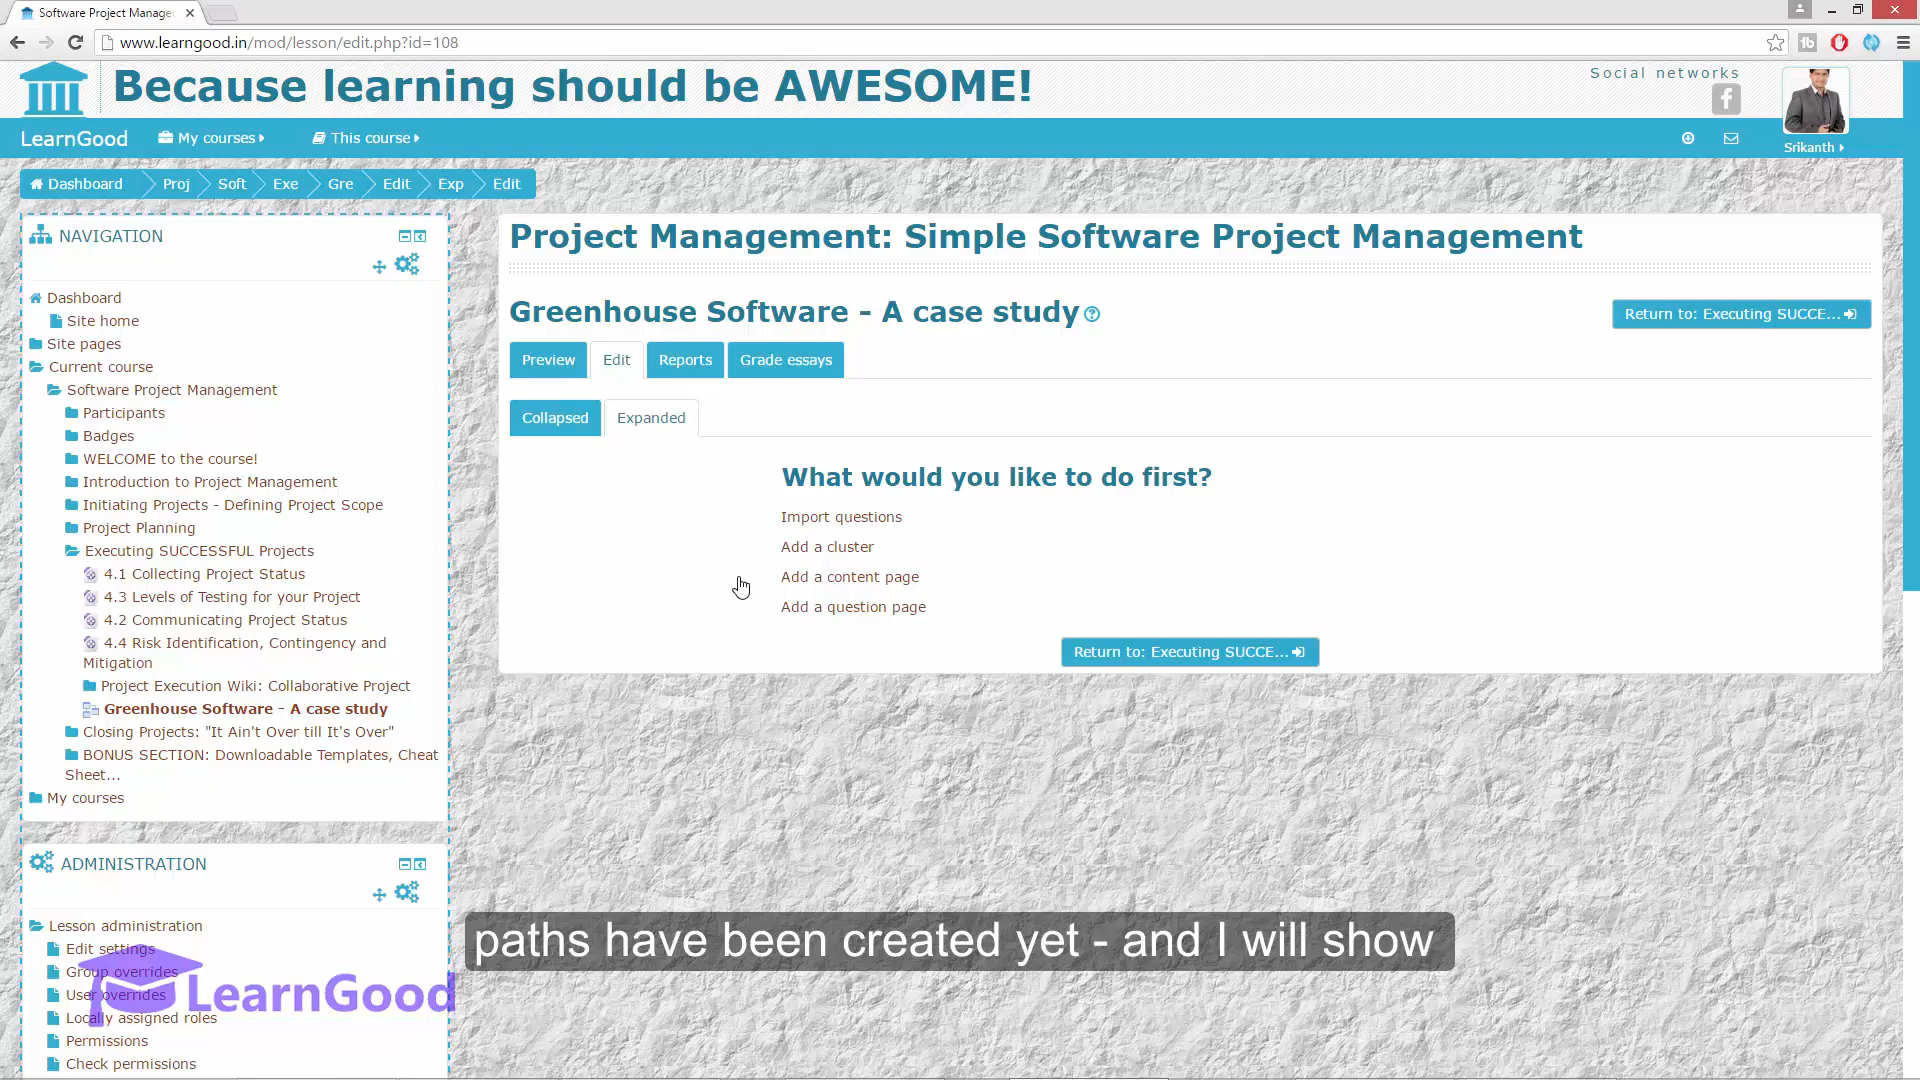 Software Project Manage
www.learngood.in/mod/lesson/edit.php?id=108
Because learning should be AWESOME!
Social networks
LearnGood
My courses
This course
Srikanth
Dashboard
Proj
Soft
Exe
Gre
Edit
Exp
Edit
NAVIGATION
Dashboard
Site home
Site pages
Current course
Software Project Management
Participants
Badges
WELCOME to the course!
Introduction to Project Management
Initiating Projects - Defining Project Scope
Project Planning
Executing SUCCESSFUL Projects
4.1 Collecting Project Status
4.3 Levels of Testing for your Project
4.2 Communicating Project Status
4.4 Risk Identification, Contingency and
Mitigation
Project Execution Wiki: Collaborative Project
Greenhouse Software - A case study
Closing Projects: "It Ain't Over till It's Over"
BONUS SECTION: Downloadable Templates, Cheat
Sheet...
My courses
ADMINISTRATION
Lesson administration
Edit settings
Group overrides
User overrides
Locally assigned roles
Permissions
Check permissions
LearnGood
Project Management: Simple Software Project Management
Greenhouse Software - A case study
Return to: Executing SUCCE...
Preview
Edit
Reports
Grade essays
Collapsed
Expanded
What would you like to do first?
Import questions
Add a cluster
Add a content page
Add a question page
Return to: Executing SUCCE...
paths have been created yet - and I will show